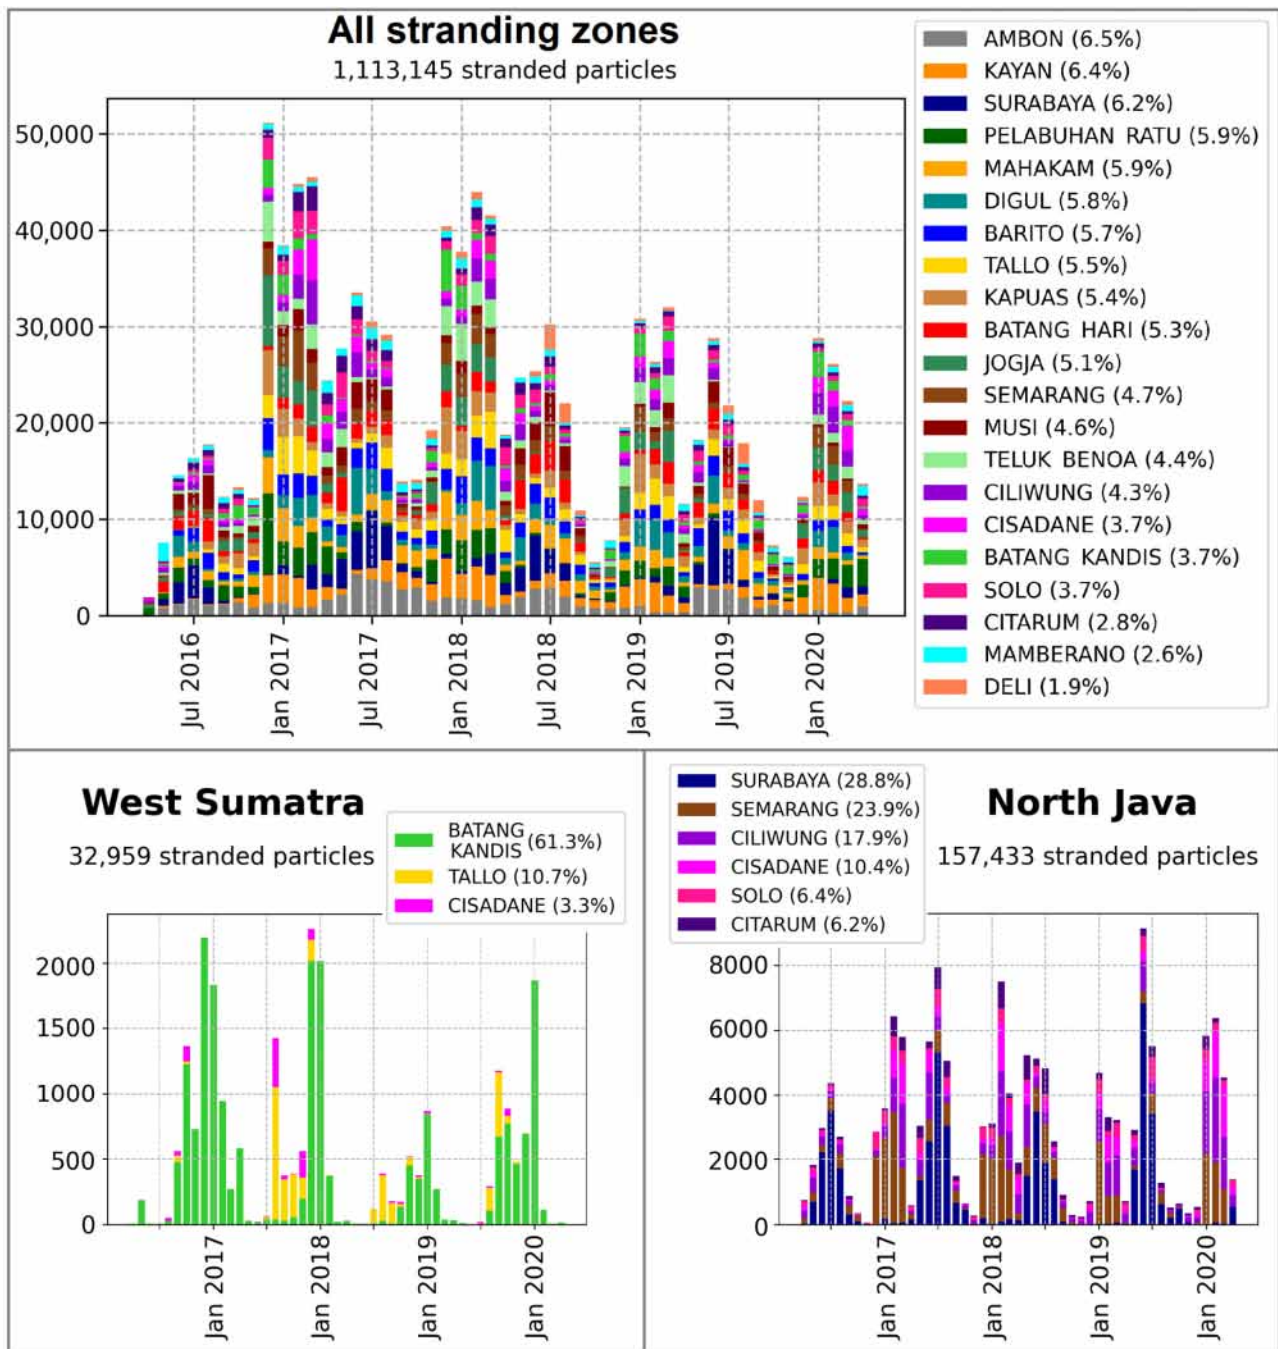 All stranding zones
1,113,145 stranded particles
50,000
40,000
30,000
20,000
10,000
0
Jul 2016
Jan 2017
Jul 2017
Jan 2018
Jul 2018
Jan 2019
Jul 2019
Jan 2020
AMBON (6.5%)
KAYAN (6.4%)
SURABAYA (6.2%)
PELABUHAN RATU (5.9%)
MAHAKAM (5.9%)
DIGUL (5.8%)
BARITO (5.7%)
TALLO (5.5%)
KAPUAS (5.4%)
BATANG HARI (5.3%)
JOGJA (5.1%)
SEMARANG (4.7%)
MUSI (4.6%)
TELUK BENOA (4.4%)
CILIWUNG (4.3%)
CISADANE (3.7%)
BATANG KANDIS (3.7%)
SOLO (3.7%)
CITARUM (2.8%)
MAMBERANO (2.6%)
DELI (1.9%)
West Sumatra
32,959 stranded particles
BATANG
KANDIS (61.3%)
TALLO (10.7%)
CISADANE (3.3%)
2000
1500
1000
500
0
Jan 2017
Jan 2018
Jan 2019
Jan 2020
SURABAYA (28.8%)
SEMARANG (23.9%)
CILIWUNG (17.9%)
CISADANE (10.4%)
SOLO (6.4%)
CITARUM (6.2%)
North Java
157,433 stranded particles
8000
6000
4000
2000
0
Jan 2017
Jan 2018
Jan 2019
Jan 2020